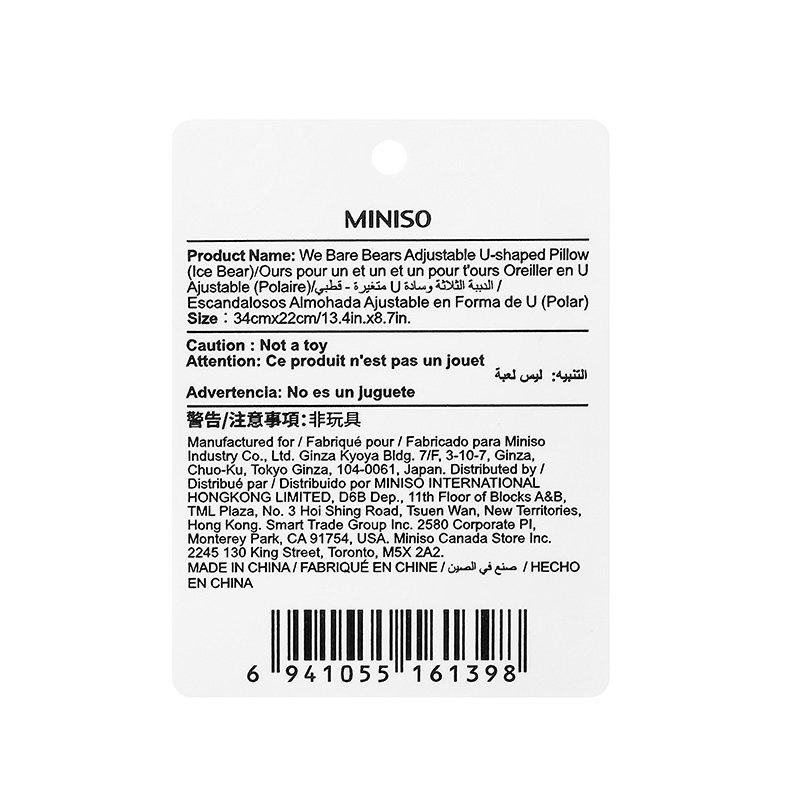 MINISO
Product Name: We Bare Bears Adjustable U-shaped Pillow
(Ice Bear)/Ours pour un et un et un pour t'ours Oreiller en U
Ajustable (Polaire)/الدببة الثلاثة وسادة U متغيرة - قطبي /
Escandalosos Almohada Ajustable en Forma de U (Polar)
Size : 34cmx22cm/13.4in.x8.7in.
Caution : Not a toy
Attention: Ce produit n'est pas un jouet
التنبيه: ليس لعبة
Advertencia: No es un juguete
警告/注意事項:非玩具
Manufactured for / Fabriqué pour / Fabricado para Miniso
Industry Co., Ltd. Ginza Kyoya Bldg. 7/F, 3-10-7, Ginza,
Chuo-Ku, Tokyo Ginza, 104-0061, Japan. Distributed by /
Distribué par / Distribuido por MINISO INTERNATIONAL
HONGKONG LIMITED, D6B Dep., 11th Floor of Blocks A&B,
TML Plaza, No. 3 Hoi Shing Road, Tsuen Wan, New Territories,
Hong Kong. Smart Trade Group Inc. 2580 Corporate Pl,
Monterey Park, CA 91754, USA. Miniso Canada Store Inc.
2245 130 King Street, Toronto, M5X 2A2.
MADE IN CHINA / FABRIQUÉ EN CHINE / صنع في الصين / HECHO
EN CHINA
6 941055 161398